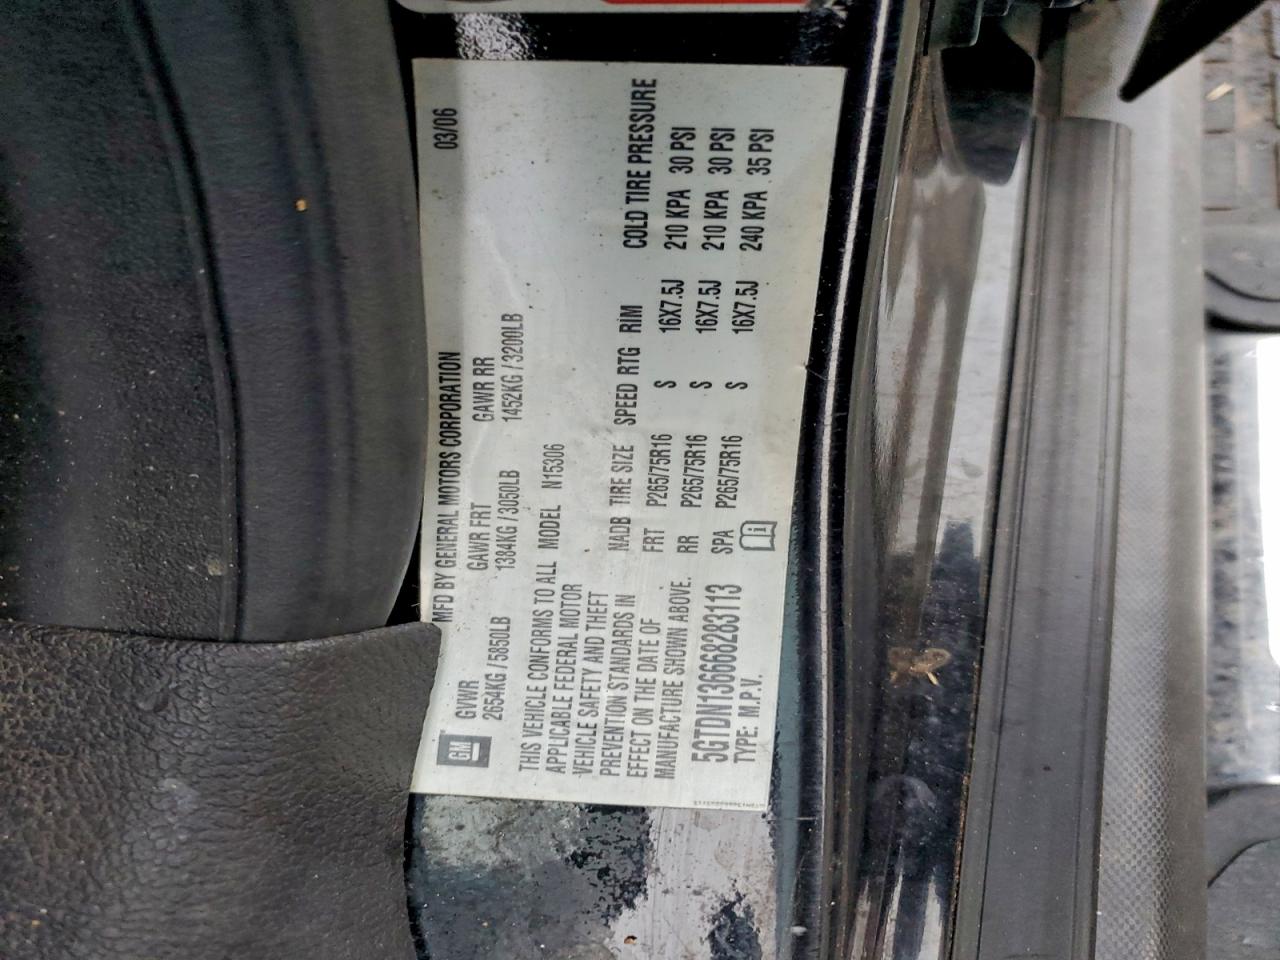 MFD BY GENERAL MOTORS CORPORATION 03/06
GM
GVWR GAWR FRT GAWR RR
2654KG / 5850LB 1384KG / 3050LB 1452KG / 3200LB
THIS VEHICLE CONFORMS TO ALL
APPLICABLE FEDERAL MOTOR
VEHICLE SAFETY AND THEFT
PREVENTION STANDARDS IN
EFFECT ON THE DATE OF
MANUFACTURE SHOWN ABOVE.
5GTDN136668283113
TYPE: M.P.V.
MODEL N15306
NADB TIRE SIZE SPEED RTG RIM COLD TIRE PRESSURE
FRT P265/75R16 S 16X7.5J 210 KPA 30 PSI
RR P265/75R16 S 16X7.5J 210 KPA 30 PSI
SPA P265/75R16 S 16X7.5J 240 KPA 35 PSI
i